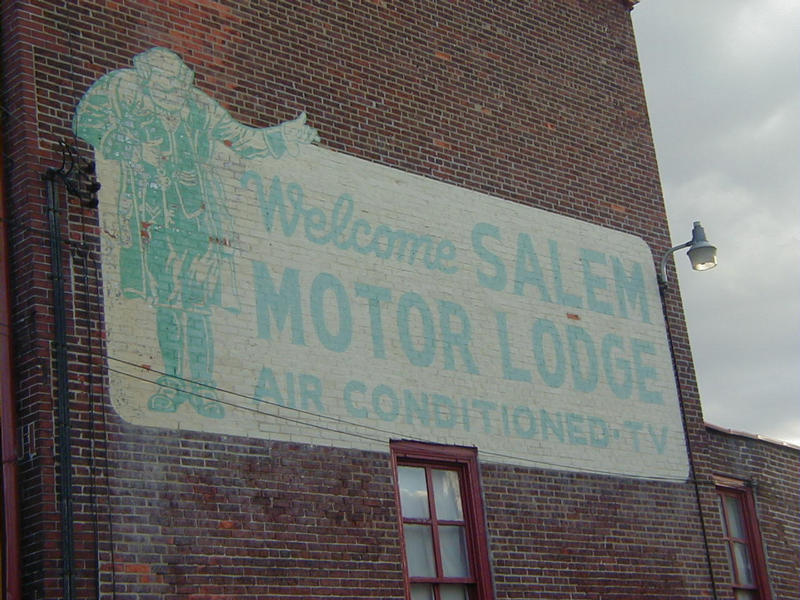 Welcome SALEM
MOTOR LODGE
AIR CONDITIONED·TV